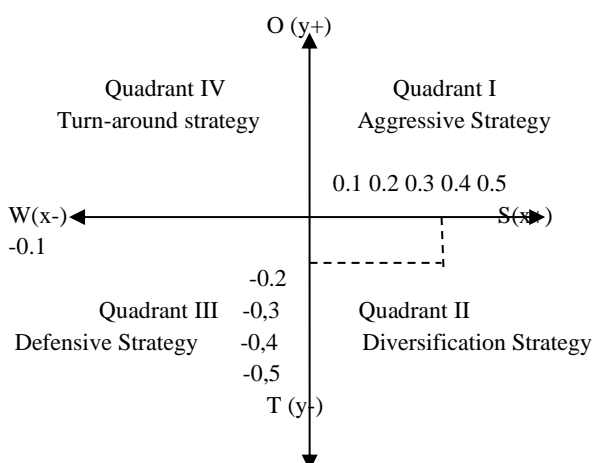 O (y+)
Quadrant IV Quadrant I
Turn-around strategy Aggressive Strategy
0.1 0.2 0.3 0.4 0.5
W(x-) S(x+)
-0.1
-0.2
Quadrant III -0,3 Quadrant II
Defensive Strategy -0,4 Diversification Strategy
-0,5
T (y-)